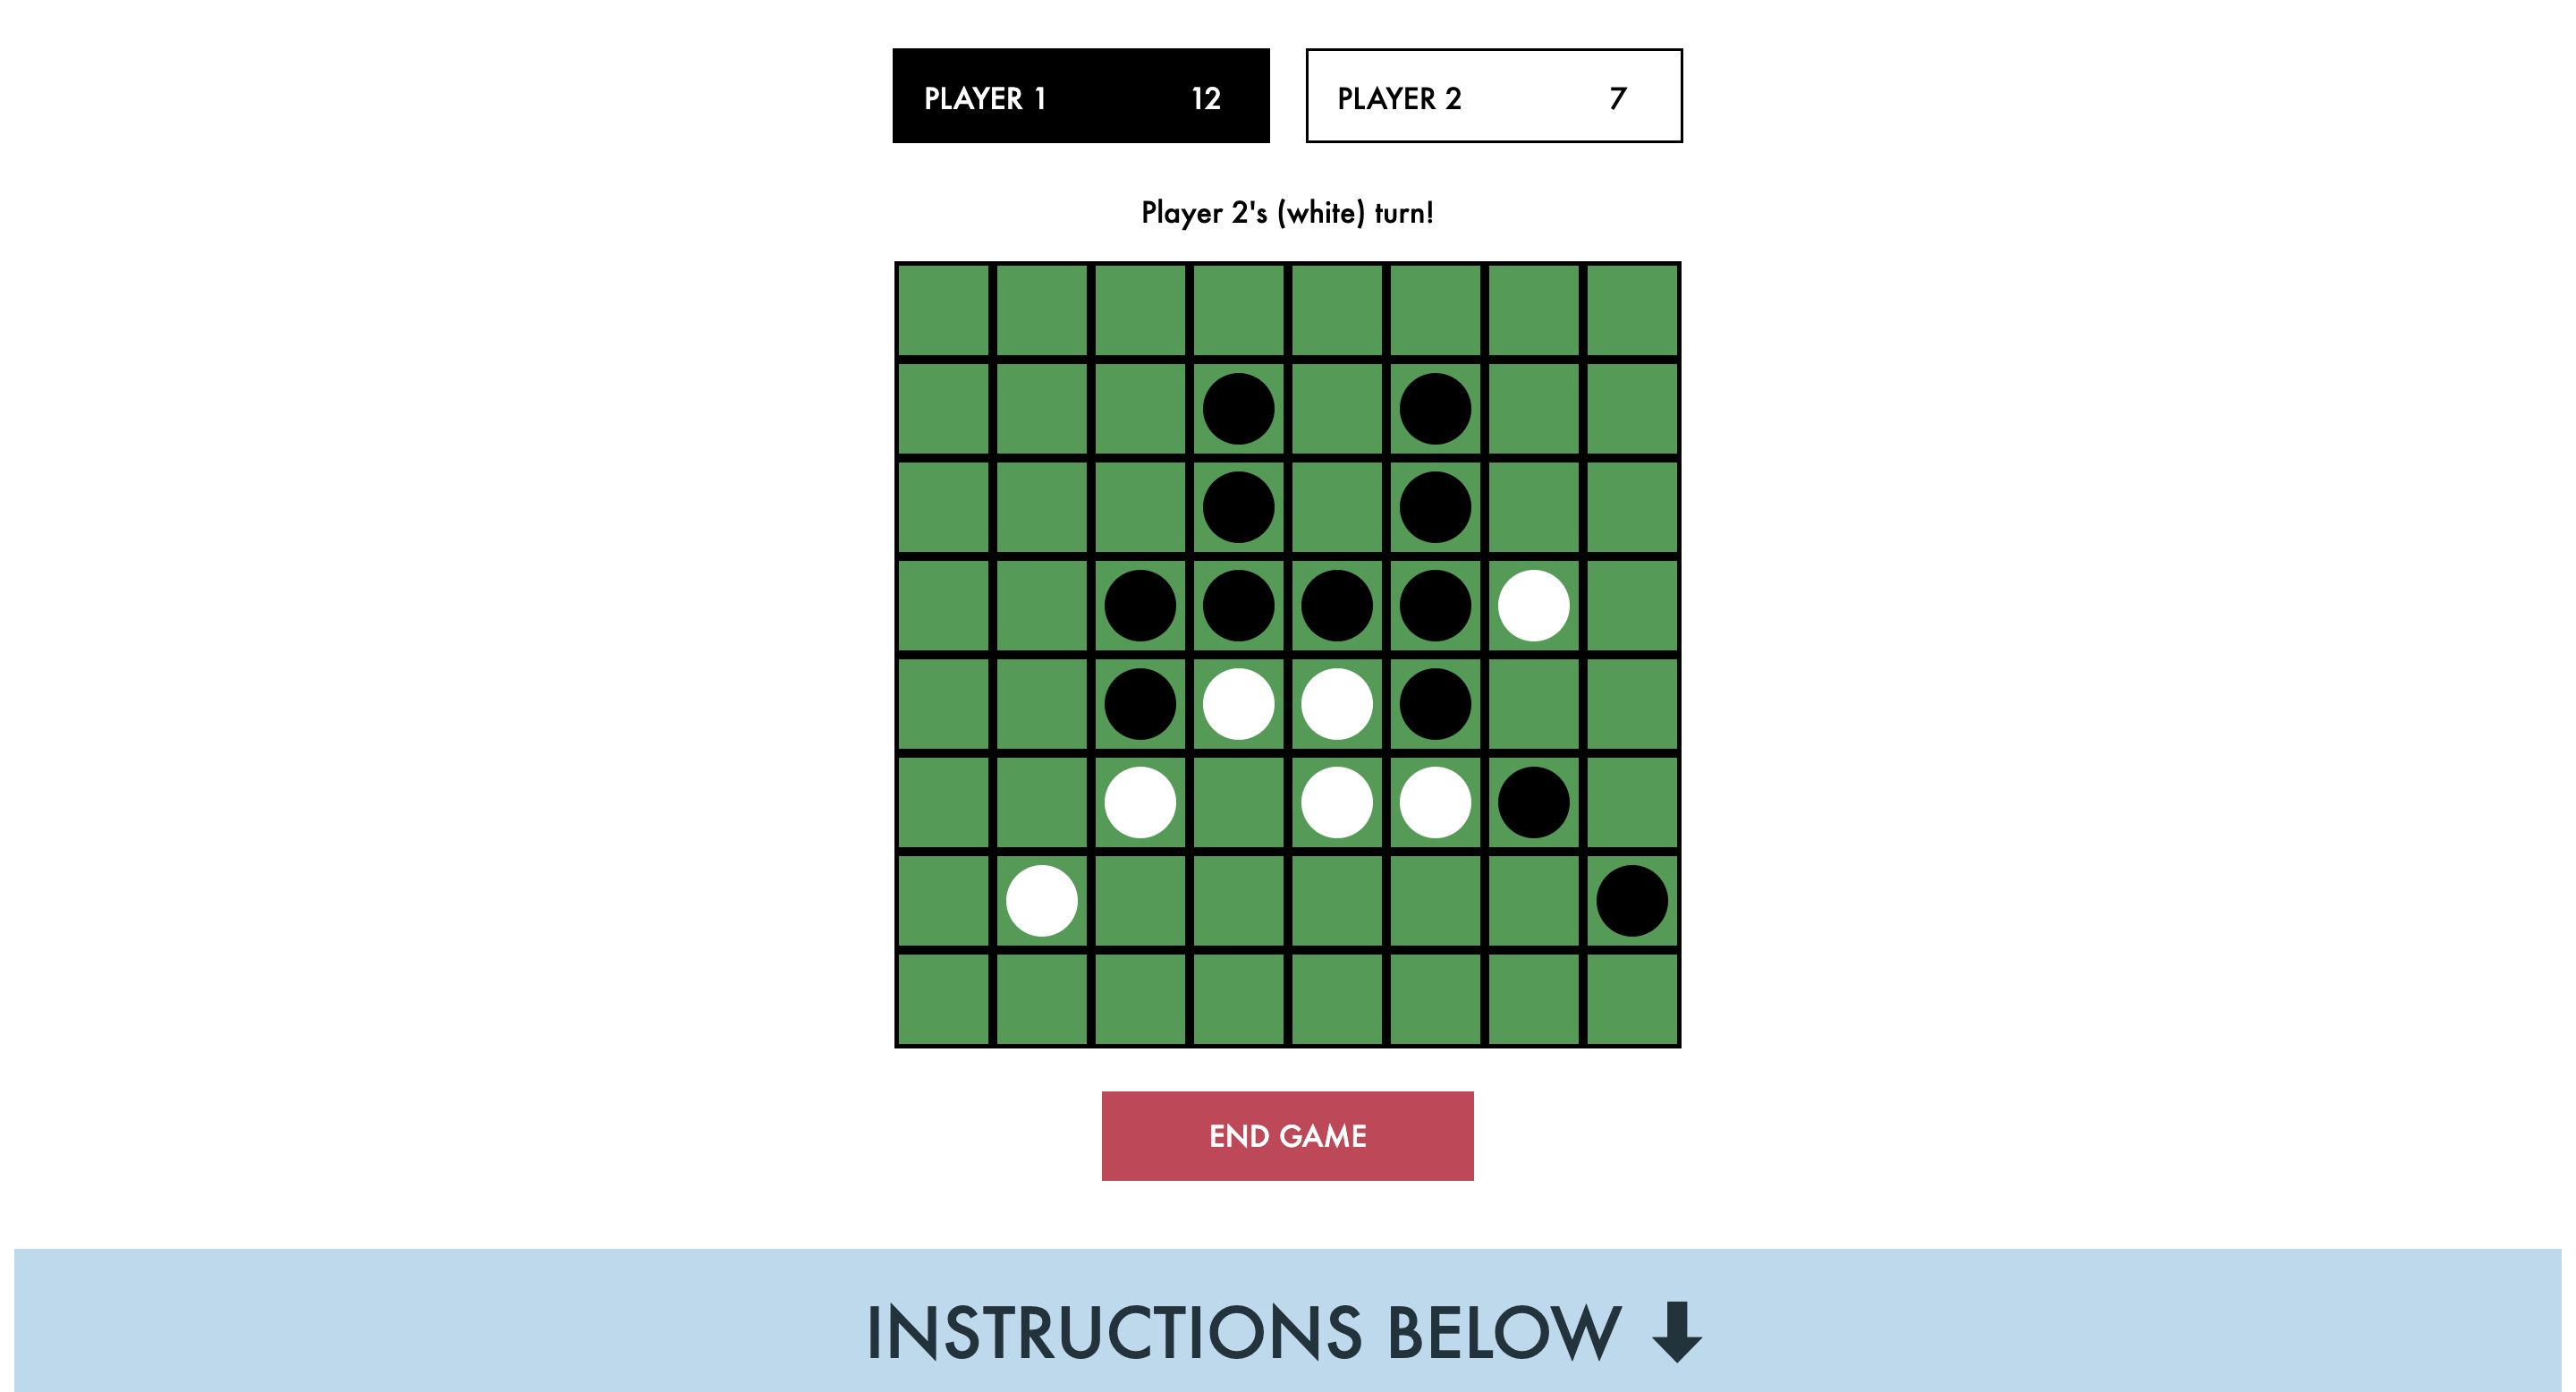 PLAYER 1 12
PLAYER 2 7
Player 2's (white) turn!
END GAME
INSTRUCTIONS BELOW